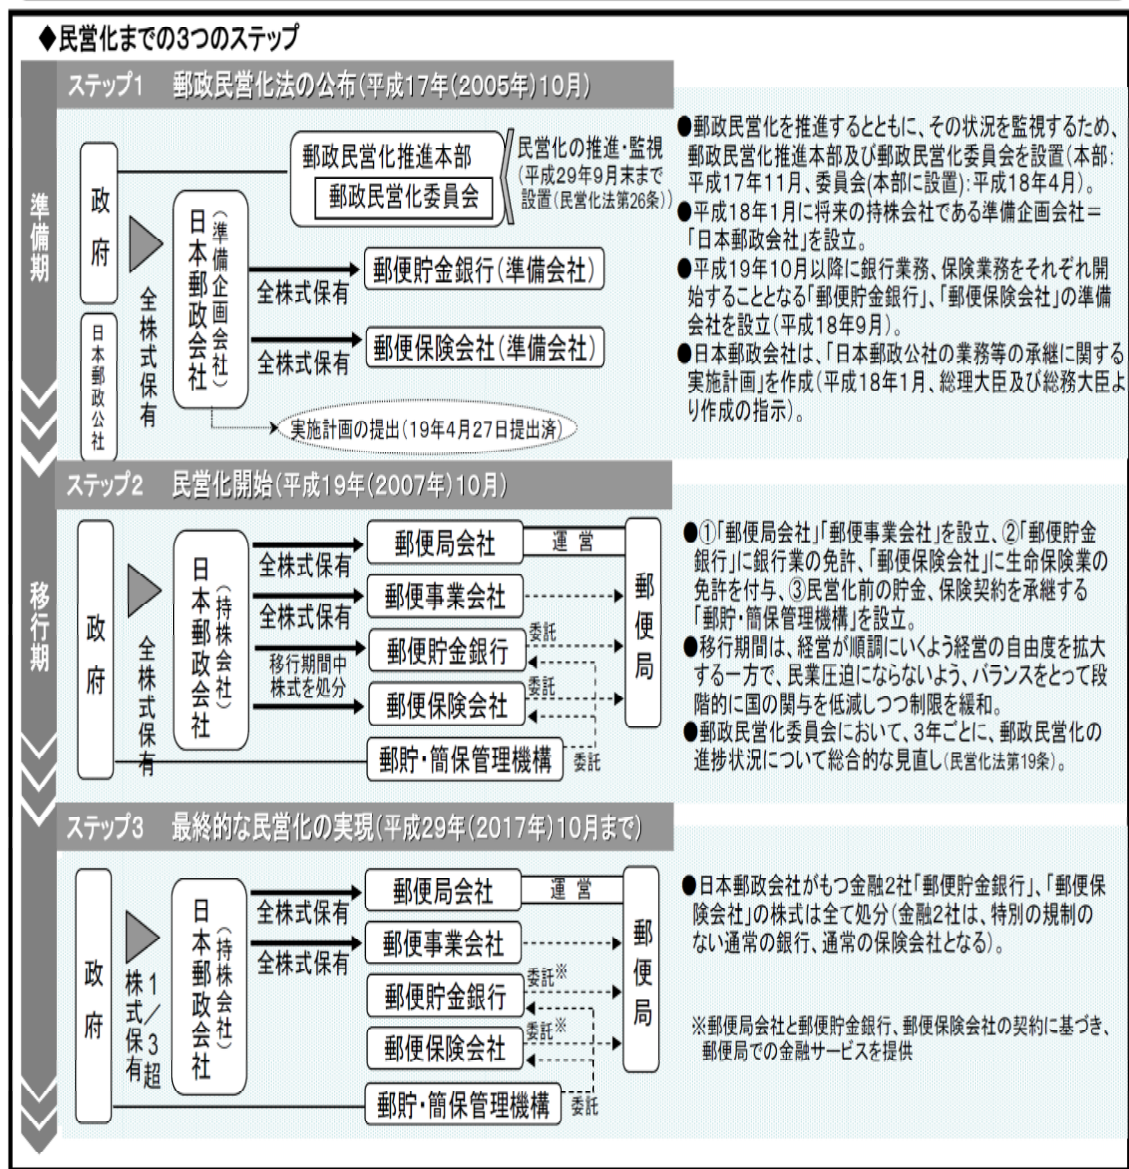 ◆民営化までの3つのステップ
準備期
ステップ1 郵政民営化法の公布(平成17年(2005年)10月)
政府
日本郵政公社
全株式保有
日本郵政会社
(準備企画会社)
郵政民営化推進本部
郵政民営化委員会
民営化の推進・監視
(平成29年9月末まで
設置(民営化法第26条))
全株式保有
郵便貯金銀行(準備会社)
全株式保有
郵便保険会社(準備会社)
実施計画の提出(19年4月27日提出済)
●郵政民営化を推進するとともに、その状況を監視するため、
郵政民営化推進本部及び郵政民営化委員会を設置(本部:
平成17年11月、委員会(本部に設置):平成18年4月)。
●平成18年1月に将来の持株会社である準備企画会社=
「日本郵政会社」を設立。
●平成19年10月以降に銀行業務、保険業務をそれぞれ開
始することとなる「郵便貯金銀行」、「郵便保険会社」の準備
会社を設立(平成18年9月)。
●日本郵政会社は、「日本郵政公社の業務等の承継に関する
実施計画」を作成(平成18年1月、総理大臣及び総務大臣よ
り作成の指示)。
移行期
ステップ2 民営化開始(平成19年(2007年)10月)
政府
全株式保有
日本郵政会社
(持株会社)
全株式保有
郵便局会社
運営
全株式保有
郵便事業会社
移行期間中
株式を処分
郵便貯金銀行
委託
郵便保険会社
委託
郵貯・簡保管理機構
委託
郵便局
●①「郵便局会社」「郵便事業会社」を設立、②「郵便貯金
銀行」に銀行業の免許、「郵便保険会社」に生命保険業の
免許を付与、③民営化前の貯金、保険契約を承継する
「郵貯・簡保管理機構」を設立。
●移行期間は、経営が順調にいくよう経営の自由度を拡大
する一方で、民業圧迫にならないよう、バランスをとって段
階的に国の関与を低減しつつ制限を緩和。
●郵政民営化委員会において、3年ごとに、郵政民営化の
進捗状況について総合的な見直し(民営化法第19条)。
ステップ3 最終的な民営化の実現(平成29年(2017年)10月まで)
政府
1/3超
株式保有
日本郵政会社
(持株会社)
全株式保有
郵便局会社
運営
全株式保有
郵便事業会社
郵便貯金銀行
委託※
郵便保険会社
委託※
郵貯・簡保管理機構
委託
郵便局
●日本郵政会社がもつ金融2社「郵便貯金銀行」、「郵便保
険会社」の株式は全て処分(金融2社は、特別の規制の
ない通常の銀行、通常の保険会社となる)。
※郵便局会社と郵便貯金銀行、郵便保険会社の契約に基づき、
郵便局での金融サービスを提供